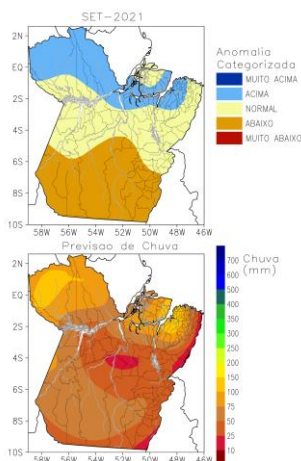 SET-2021
2N
EQ
2S
4S
6S
8S
10S
58W 56W 54W 52W 50W 48W 46W
Anomalia
Categorizada
MUITO ACIMA
ACIMA
NORMAL
ABAIXO
MUITO ABAIXO
Previsao de Chuva
2N
EQ
2S
4S
6S
8S
10S
58W 56W 54W 52W 50W 48W 46W
Chuva
(mm)
700
600
500
400
300
200
150
100
75
50
25
10